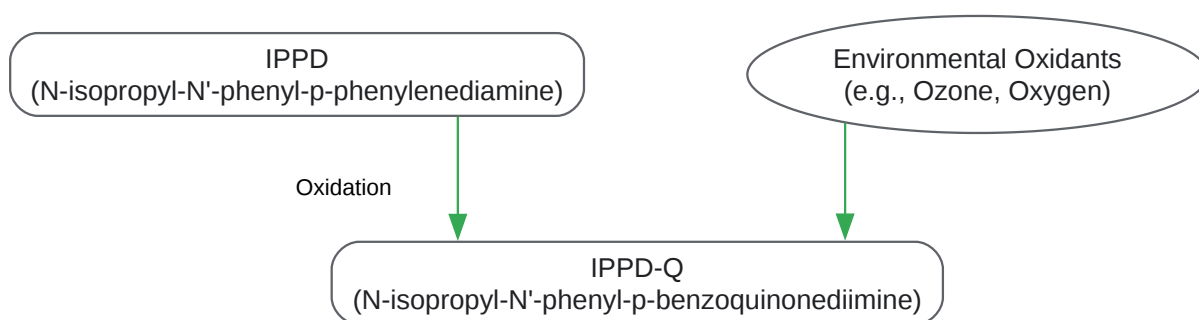 IPPD
(N-isopropyl-N'-phenyl-p-phenylenediamine)
Environmental Oxidants
(e.g., Ozone, Oxygen)
Oxidation
IPPD-Q
(N-isopropyl-N'-phenyl-p-benzoquinonediimine)